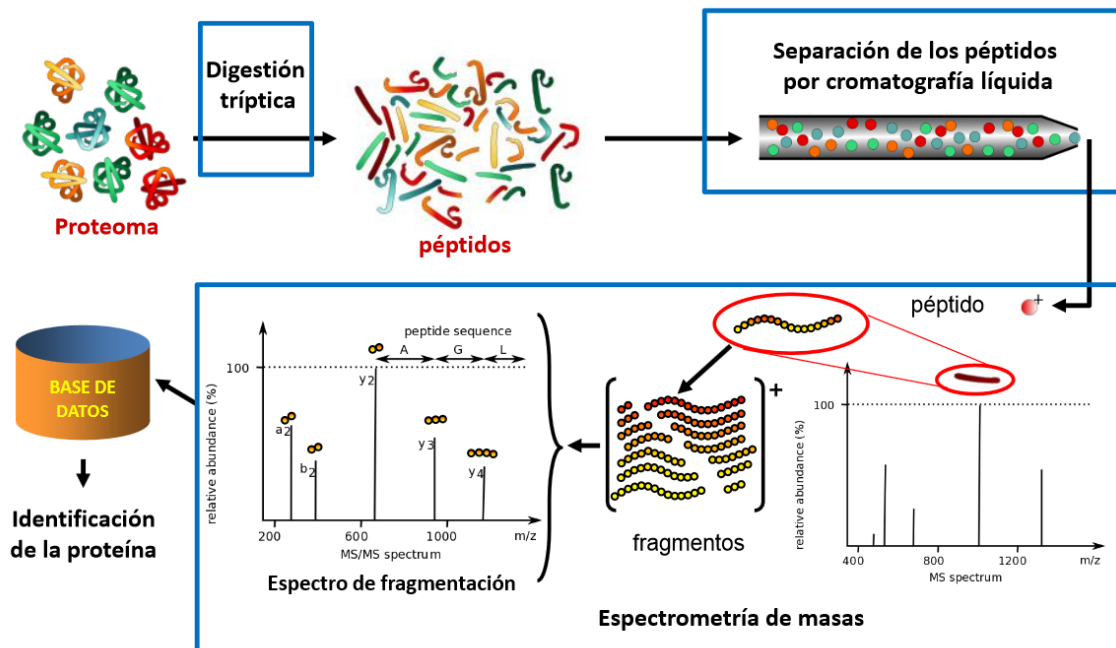 Proteoma
Digestión
tríptica
péptidos
Separación de los péptidos
por cromatografía líquida
péptido
+
100
relative abundance (%)
400
800
1200
m/z
MS spectrum
+
fragmentos
peptide sequence
A
G
L
100
relative abundance (%)
a2
b2
y2
y3
y4
200
600
1000
m/z
MS/MS spectrum
Espectro de fragmentación
Espectrometría de masas
BASE DE
DATOS
Identificación
de la proteína